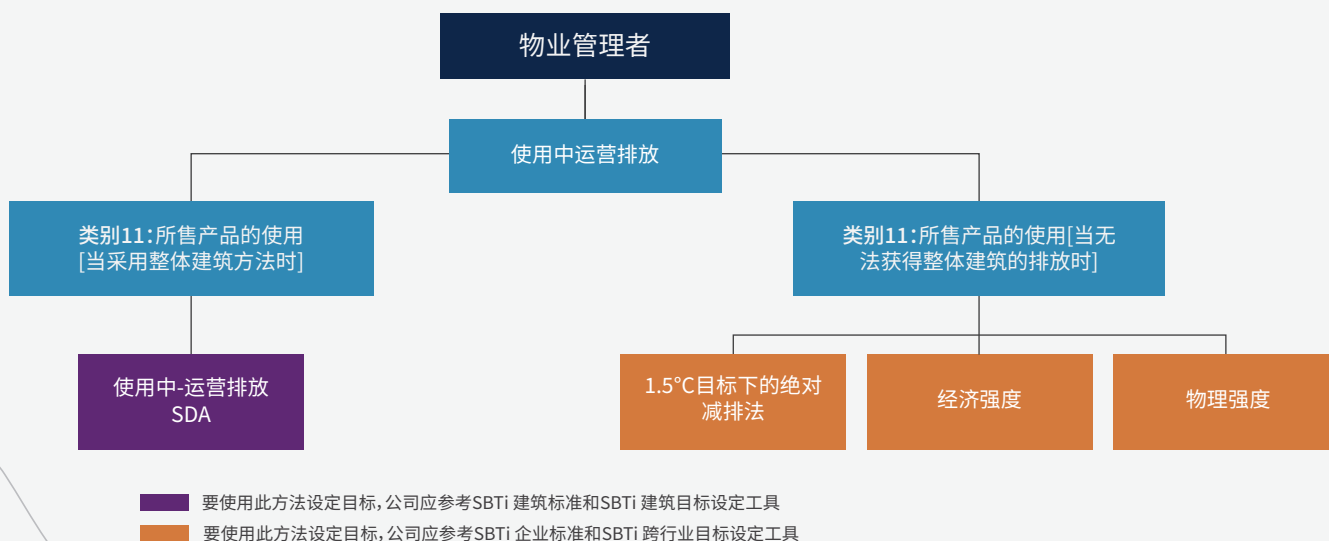 物业管理者
使用中运营排放
类别11：所售产品的使用
[当采用整体建筑方法时]
类别11：所售产品的使用[当无
法获得整体建筑的排放时]
使用中-运营排放
SDA
1.5°C目标下的绝对
减排法
经济强度
物理强度
要使用此方法设定目标，公司应参考SBTi 建筑标准和SBTi 建筑目标设定工具
要使用此方法设定目标，公司应参考SBTi 企业标准和SBTi 跨行业目标设定工具